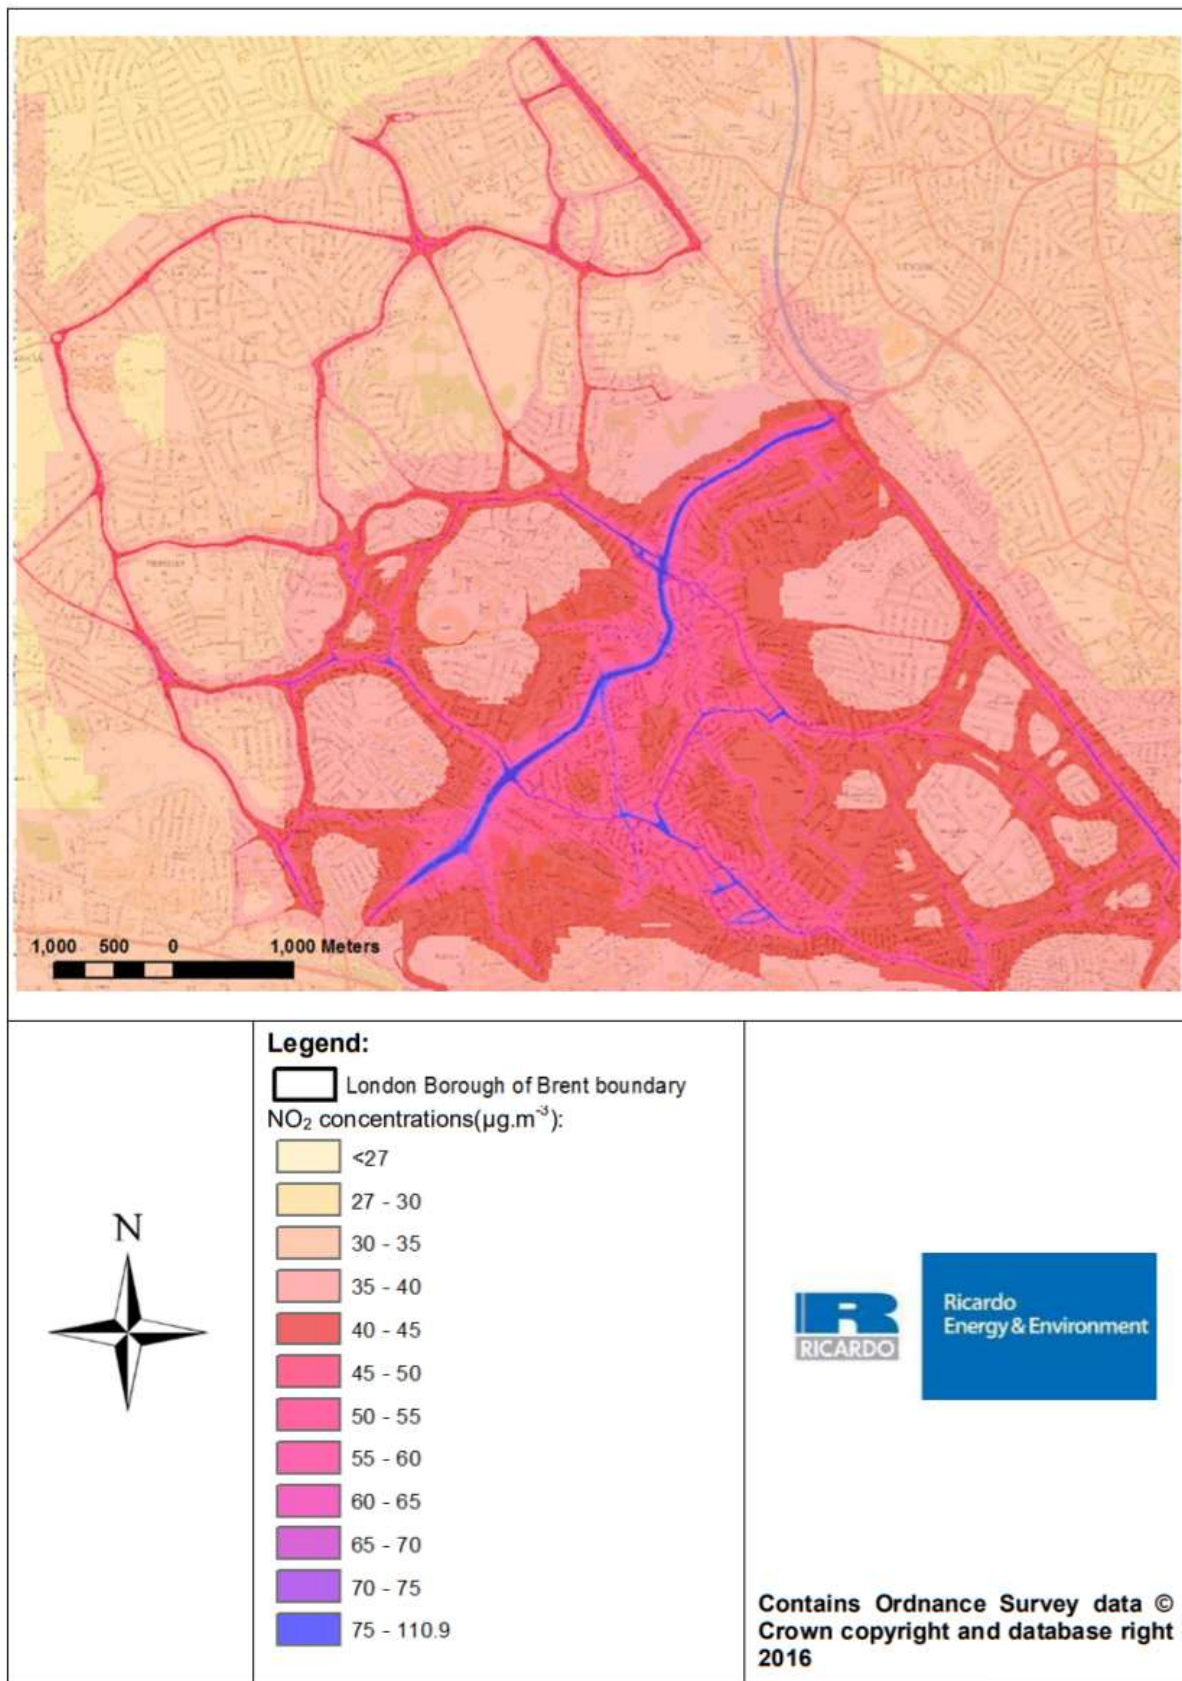 1,000 500 0 1,000 Meters
Legend:
London Borough of Brent boundary
NO₂ concentrations(µg.m⁻³):
<27
27 - 30
30 - 35
35 - 40
40 - 45
45 - 50
50 - 55
55 - 60
60 - 65
65 - 70
70 - 75
75 - 110.9
N
R
RICARDO
Ricardo
Energy & Environment
Contains Ordnance Survey data ©
Crown copyright and database right
2016